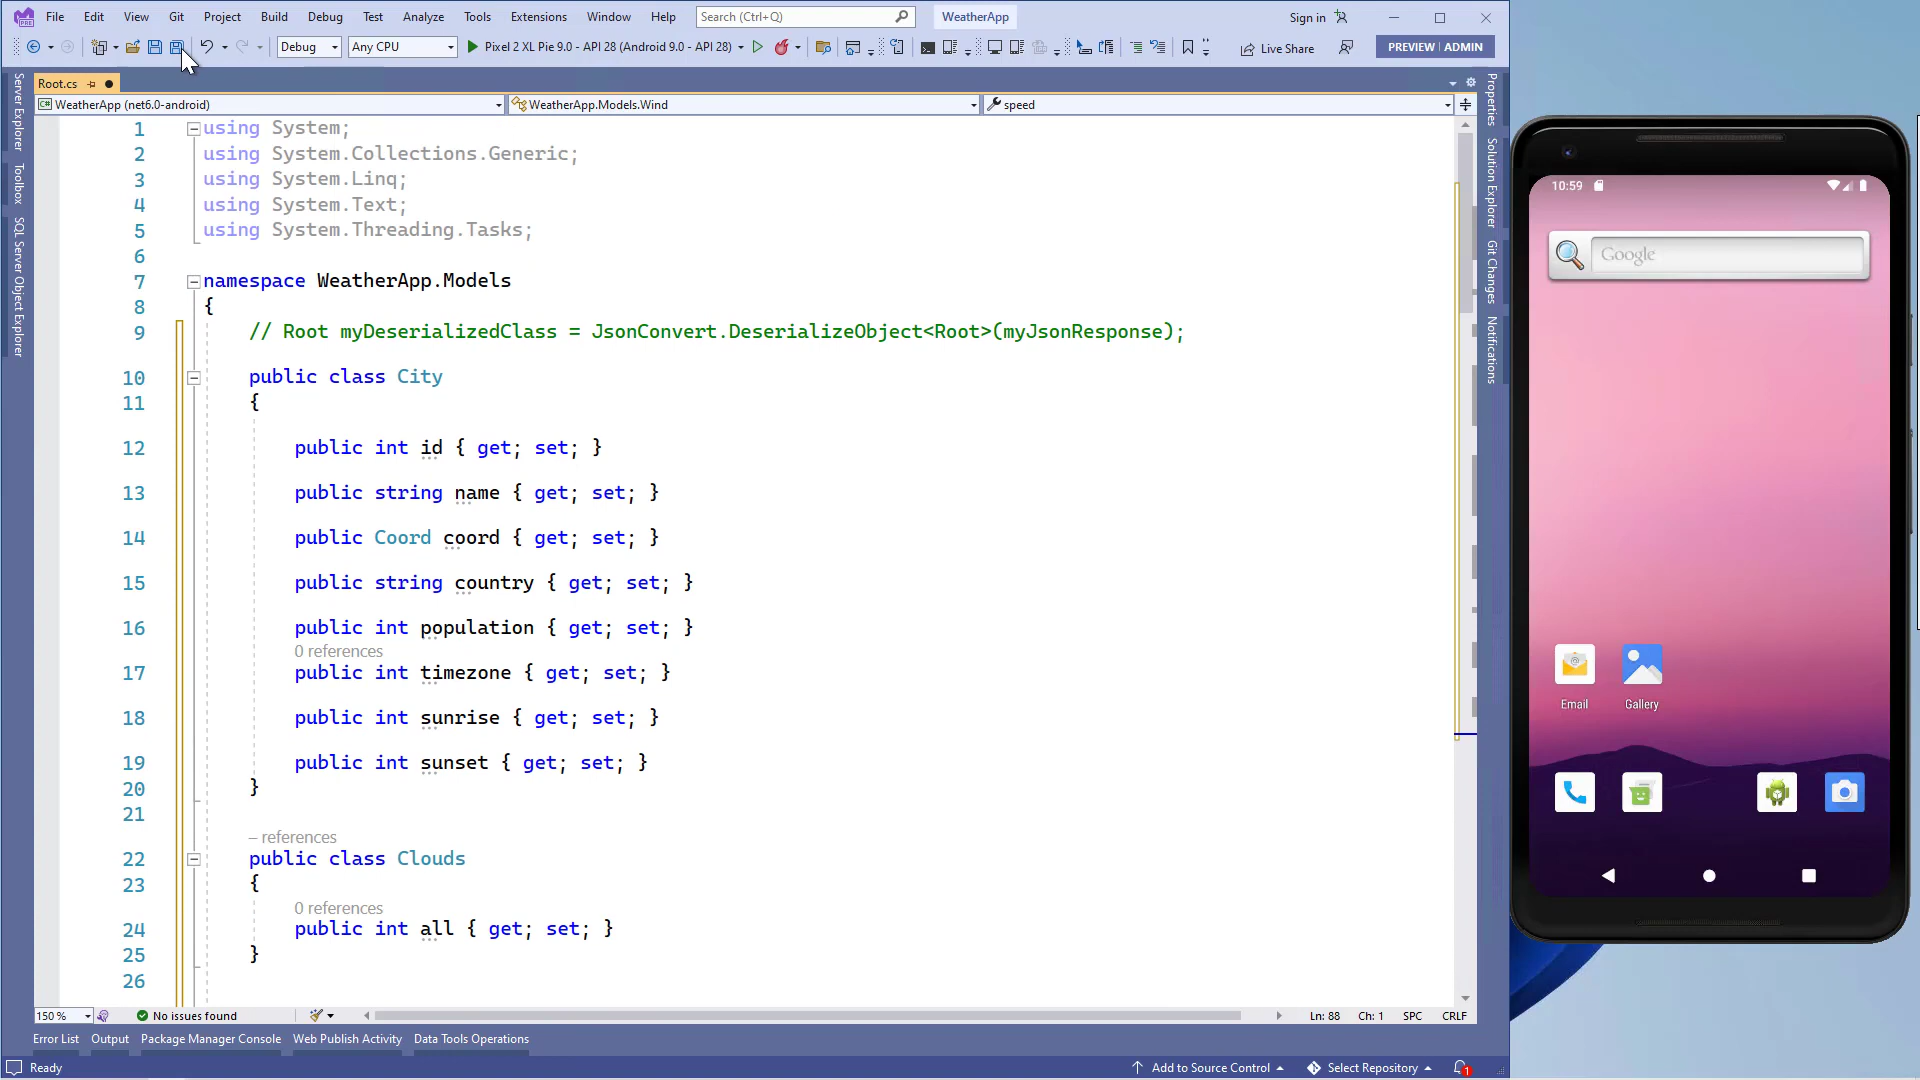 File Edit View Git Project Build Debug Test Analyze Tools Extensions Window Help Search (Ctrl+Q) WeatherApp Sign in
Debug Any CPU Pixel 2 XL Pie 9.0 - API 28 (Android 9.0 - API 28) Live Share PREVIEW ADMIN
Root.cs
WeatherApp (net6.0-android) WeatherApp.Models.Wind speed
1 using System;
2 using System.Collections.Generic;
3 using System.Linq;
4 using System.Text;
5 using System.Threading.Tasks;
6
7 namespace WeatherApp.Models
8 {
9 // Root myDeserializedClass = JsonConvert.DeserializeObject<Root>(myJsonResponse);
10 public class City
11 {
12 public int id { get; set; }
13 public string name { get; set; }
14 public Coord coord { get; set; }
15 public string country { get; set; }
16 public int population { get; set; }
0 references
17 public int timezone { get; set; }
18 public int sunrise { get; set; }
19 public int sunset { get; set; }
20 }
21
– references
22 public class Clouds
23 {
0 references
24 public int all { get; set; }
25 }
26
150 % No issues found Ln: 88 Ch: 1 SPC CRLF
Error List Output Package Manager Console Web Publish Activity Data Tools Operations
Ready Add to Source Control Select Repository 1
Server Explorer
Toolbox
SQL Server Object Explorer
Properties
Solution Explorer
Git Changes
Notifications
10:59
Google
Email Gallery